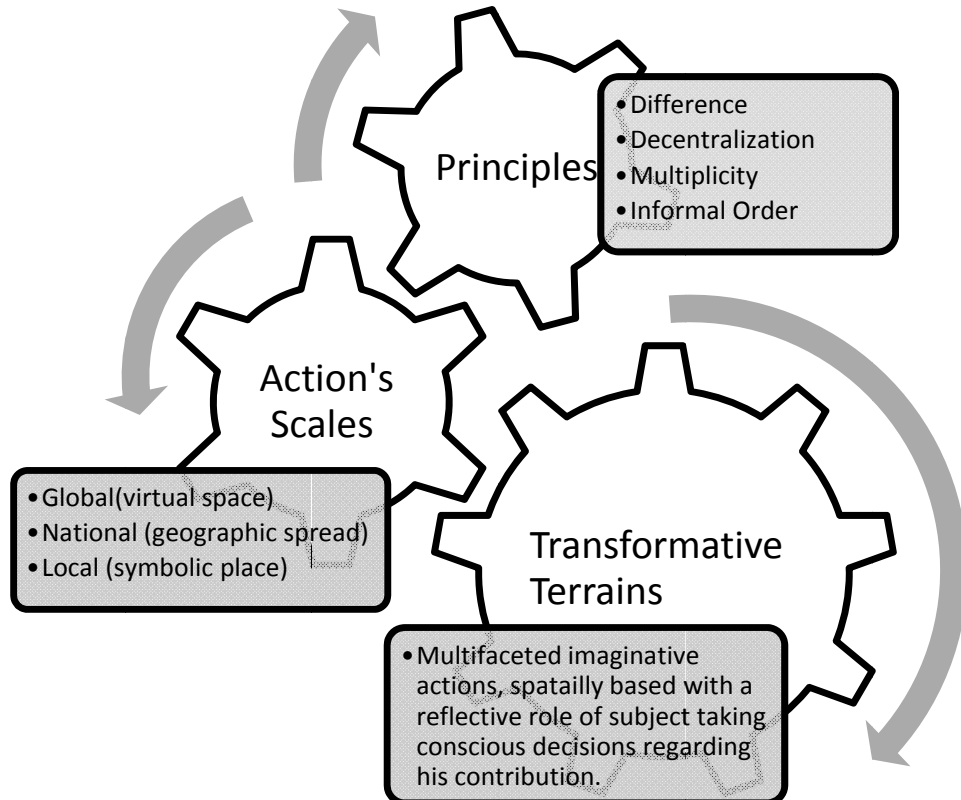 Principles
•Difference
•Decentralization
•Multiplicity
•Informal Order
Action's
Scales
•Global(virtual space)
•National (geographic spread)
•Local (symbolic place)
Transformative
Terrains
•Multifaceted imaginative
actions, spatailly based with a
reflective role of subject taking
conscious decisions regarding
his contribution.